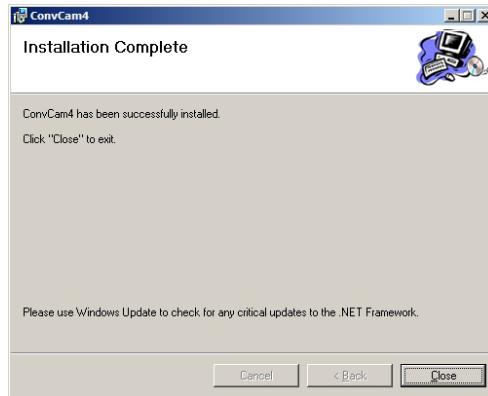 ConvCam4
Installation Complete
ConvCam4 has been successfully installed.
Click "Close" to exit.
Please use Windows Update to check for any critical updates to the .NET Framework.
Cancel
< Back
Close